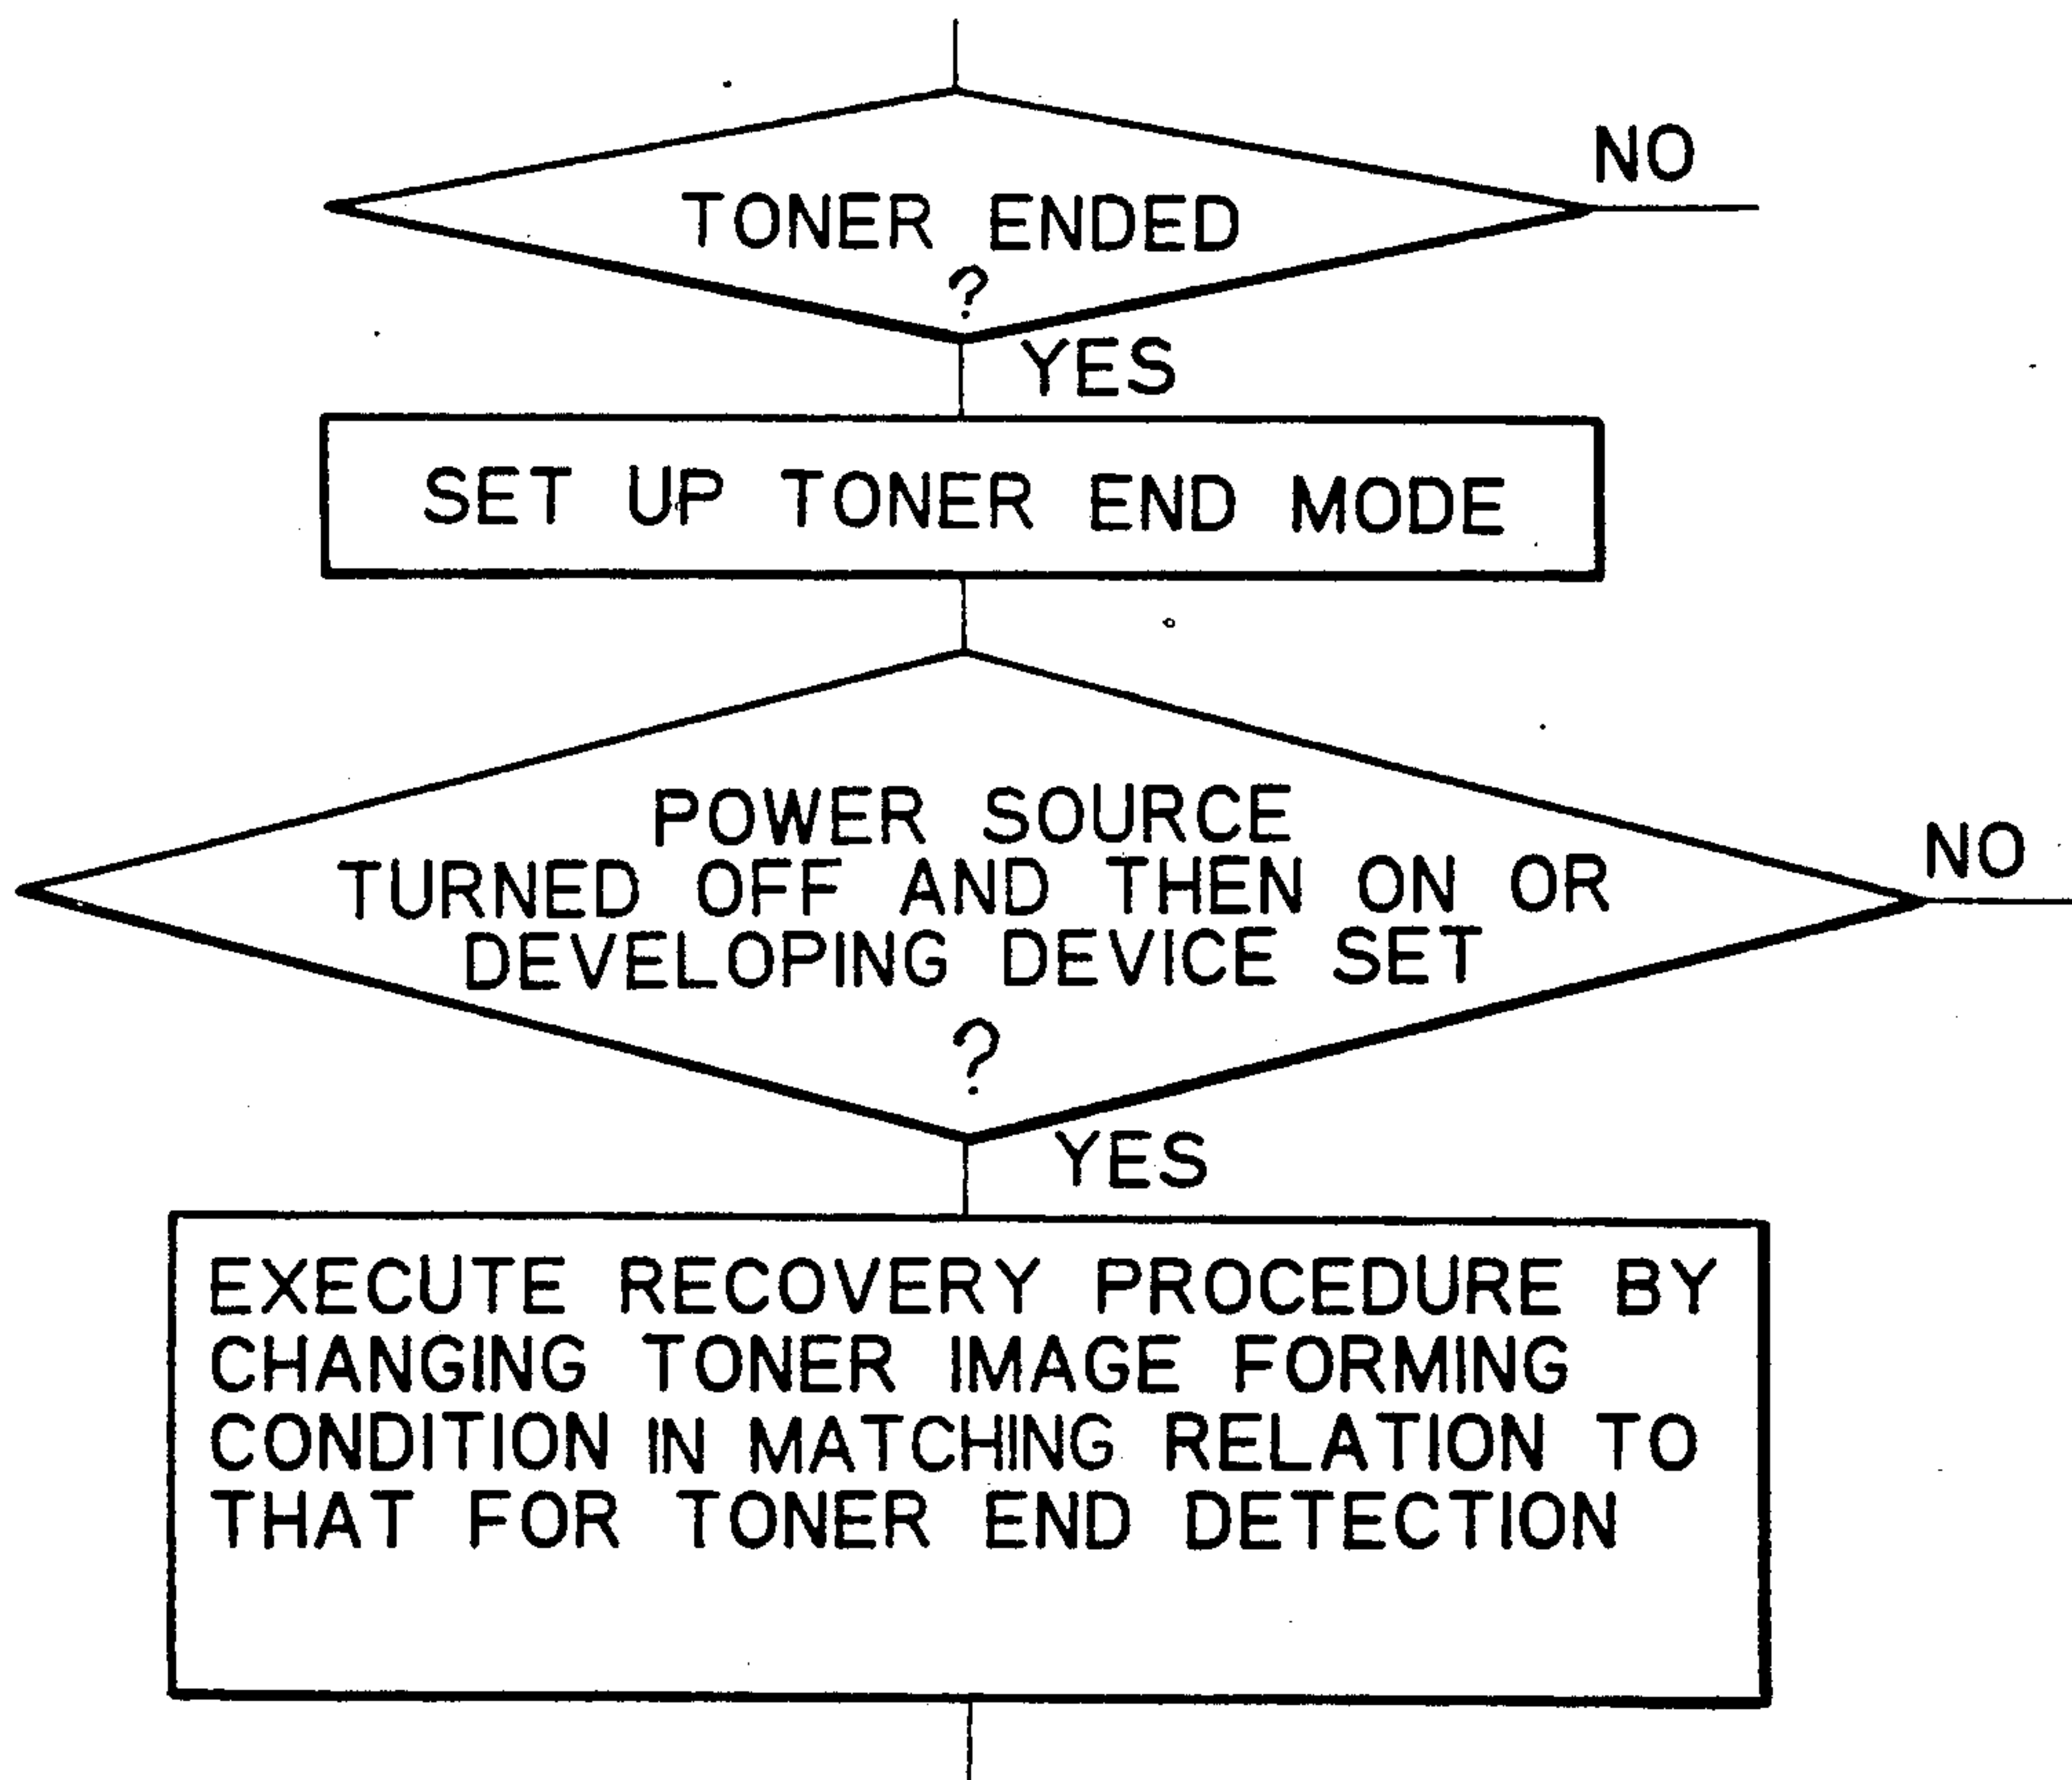 NO
TONER ENDED
?
YES
SET UP TONER END MODE
POWER SOURCE
TURNED OFF AND THEN ON OR
DEVELOPING DEVICE SET
?
NO
YES
EXECUTE RECOVERY PROCEDURE BY
CHANGING TONER IMAGE FORMING
CONDITION IN MATCHING RELATION TO
THAT FOR TONER END DETECTION